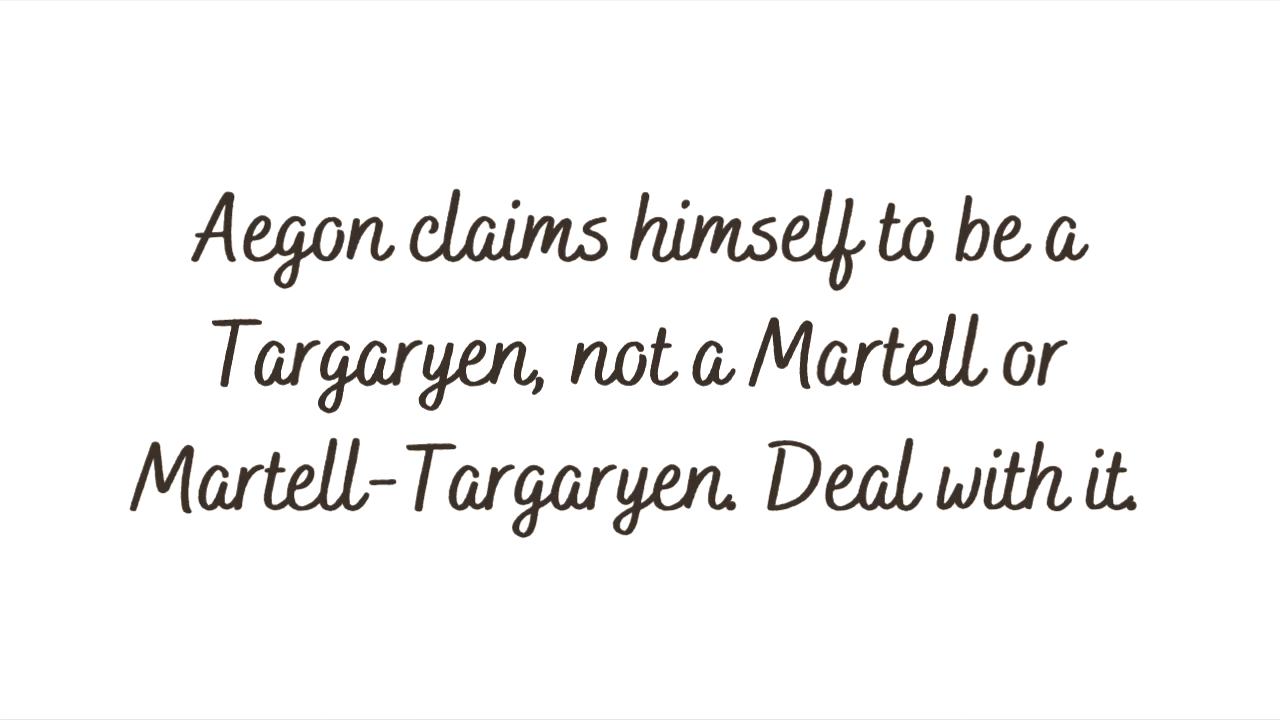 Aegon claims himself to be a
Targaryen, not a Martell or
Martell-Targaryen. Deal with it.